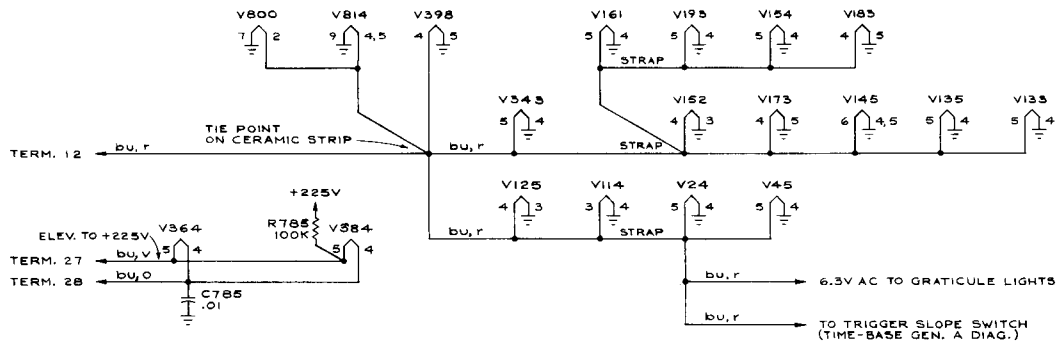 V800 V814 V398 V161 V193 V154 V183
7 2 9 4,5 4 5 5 4 5 4 5 4 4 5
STRAP
V343 V152 V173 V145 V135 V133
5 4 4 3 4 5 6 4,5 5 4 5 4
TIE POINT
ON CERAMIC STRIP
TERM. 12 bu, r bu, r STRAP
V125 V114 V24 V45
4 3 3 4 5 4 5 4
+225V
bu, r STRAP
V364 R785 V384
100K
5 4 5 4
ELEV. TO +225V
TERM. 27 bu, v
TERM. 28 bu, o
C785
.01
bu, r 6.3V AC TO GRATICULE LIGHTS
bu, r TO TRIGGER SLOPE SWITCH
(TIME-BASE GEN. A DIAG.)